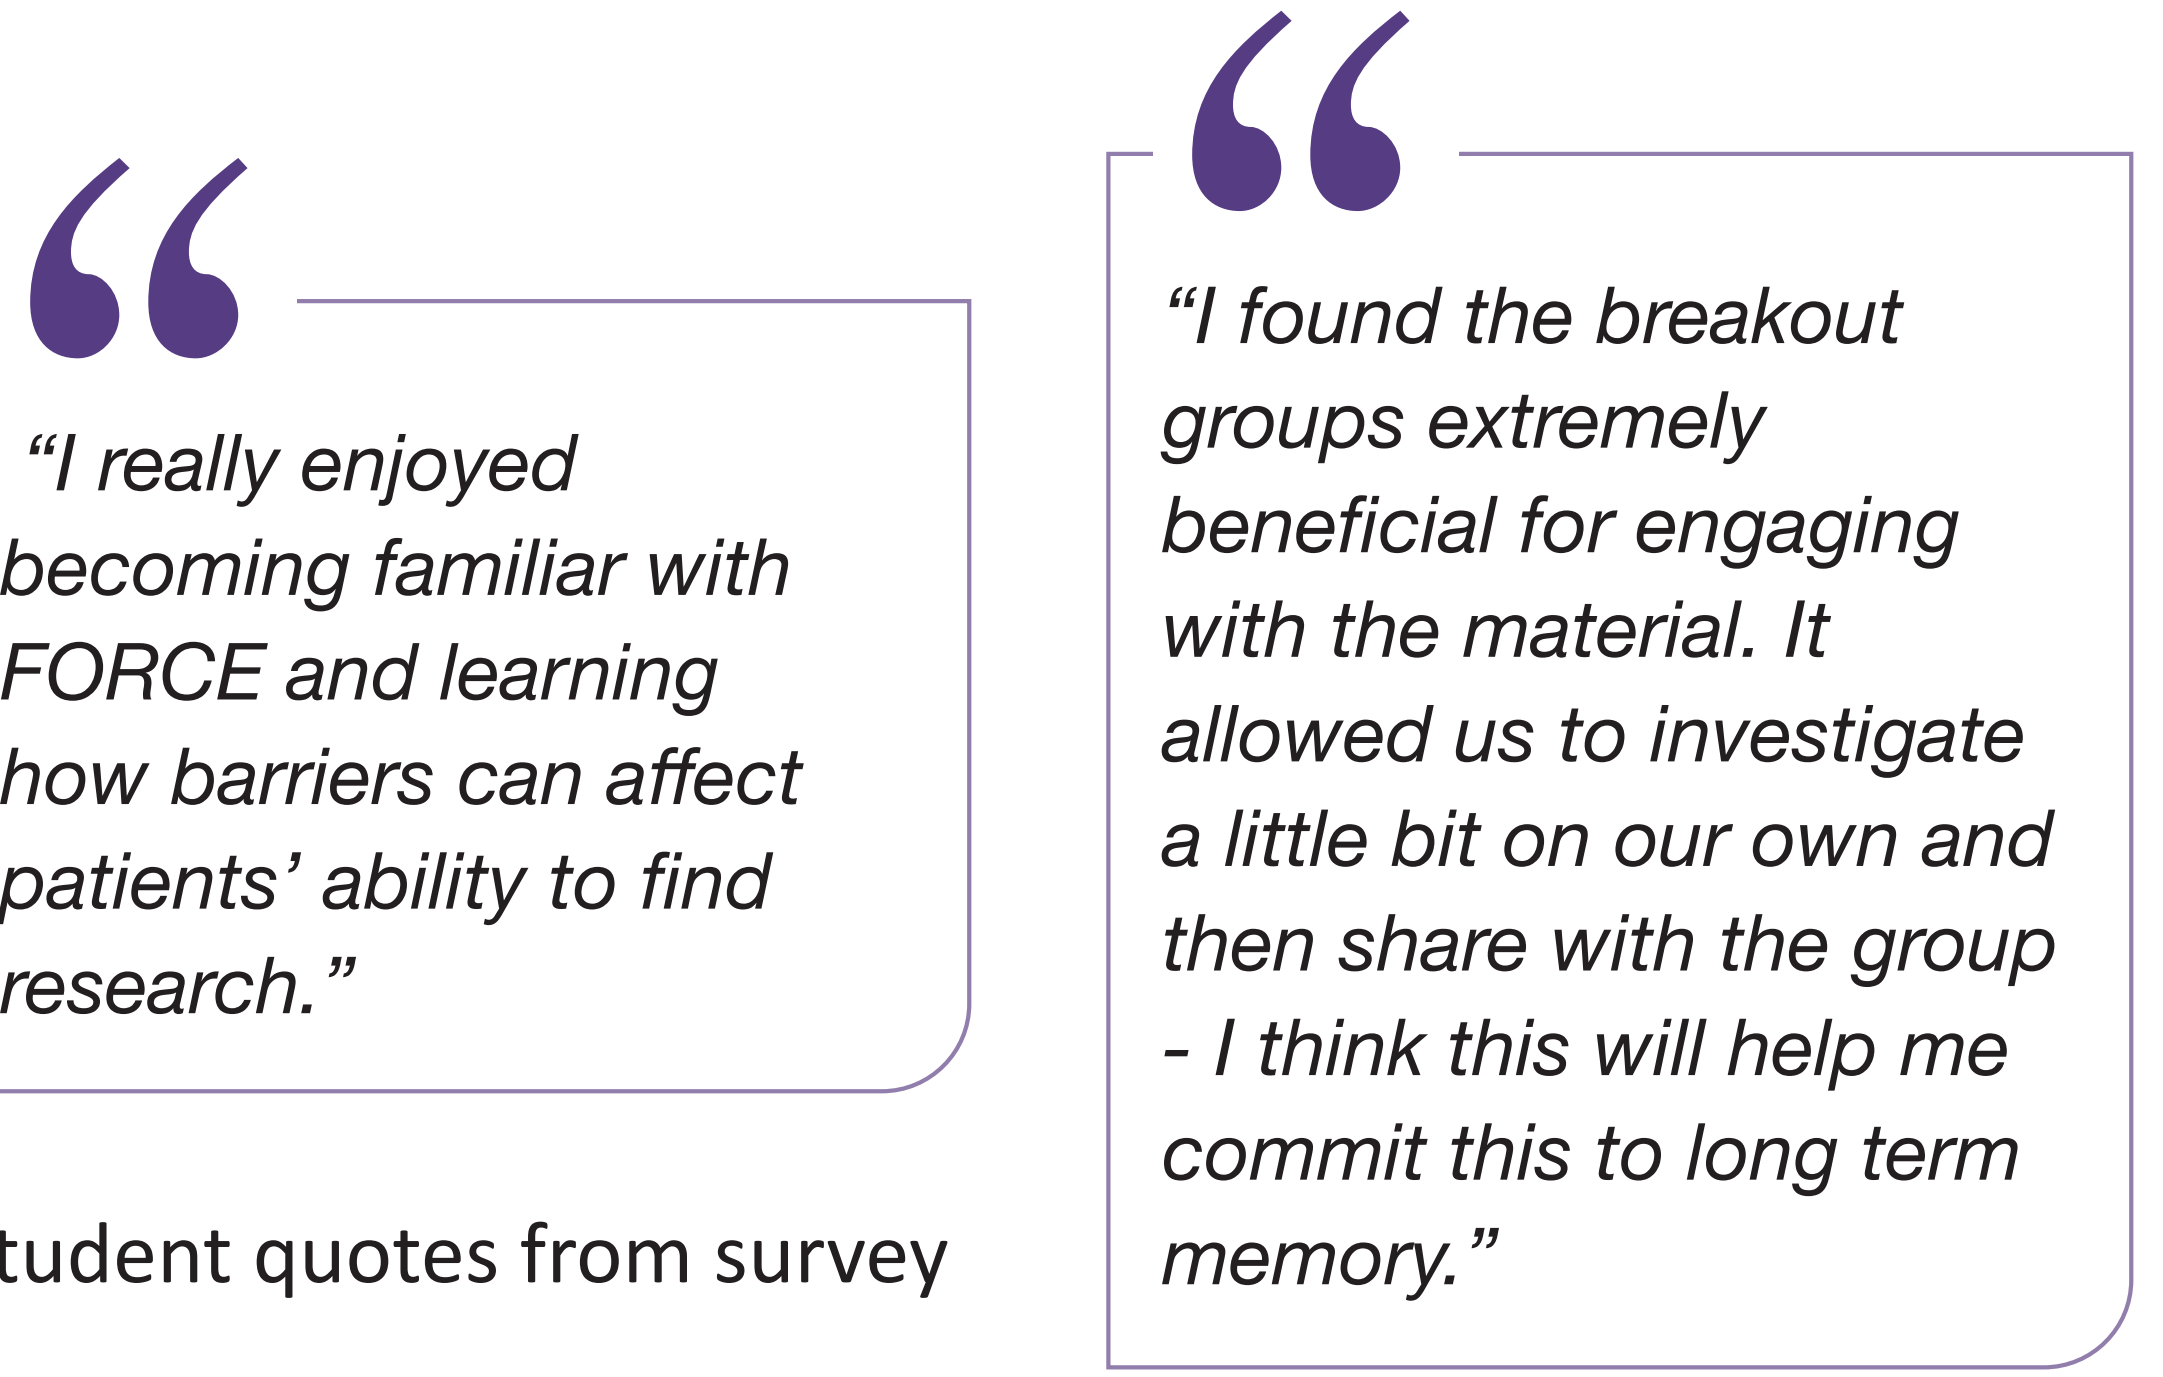 “I really enjoyed
becoming familiar with
FORCE and learning
how barriers can affect
patients’ ability to find
research.”
tudent quotes from survey
“I found the breakout
groups extremely
beneficial for engaging
with the material. It
allowed us to investigate
a little bit on our own and
then share with the group
- I think this will help me
commit this to long term
memory.”